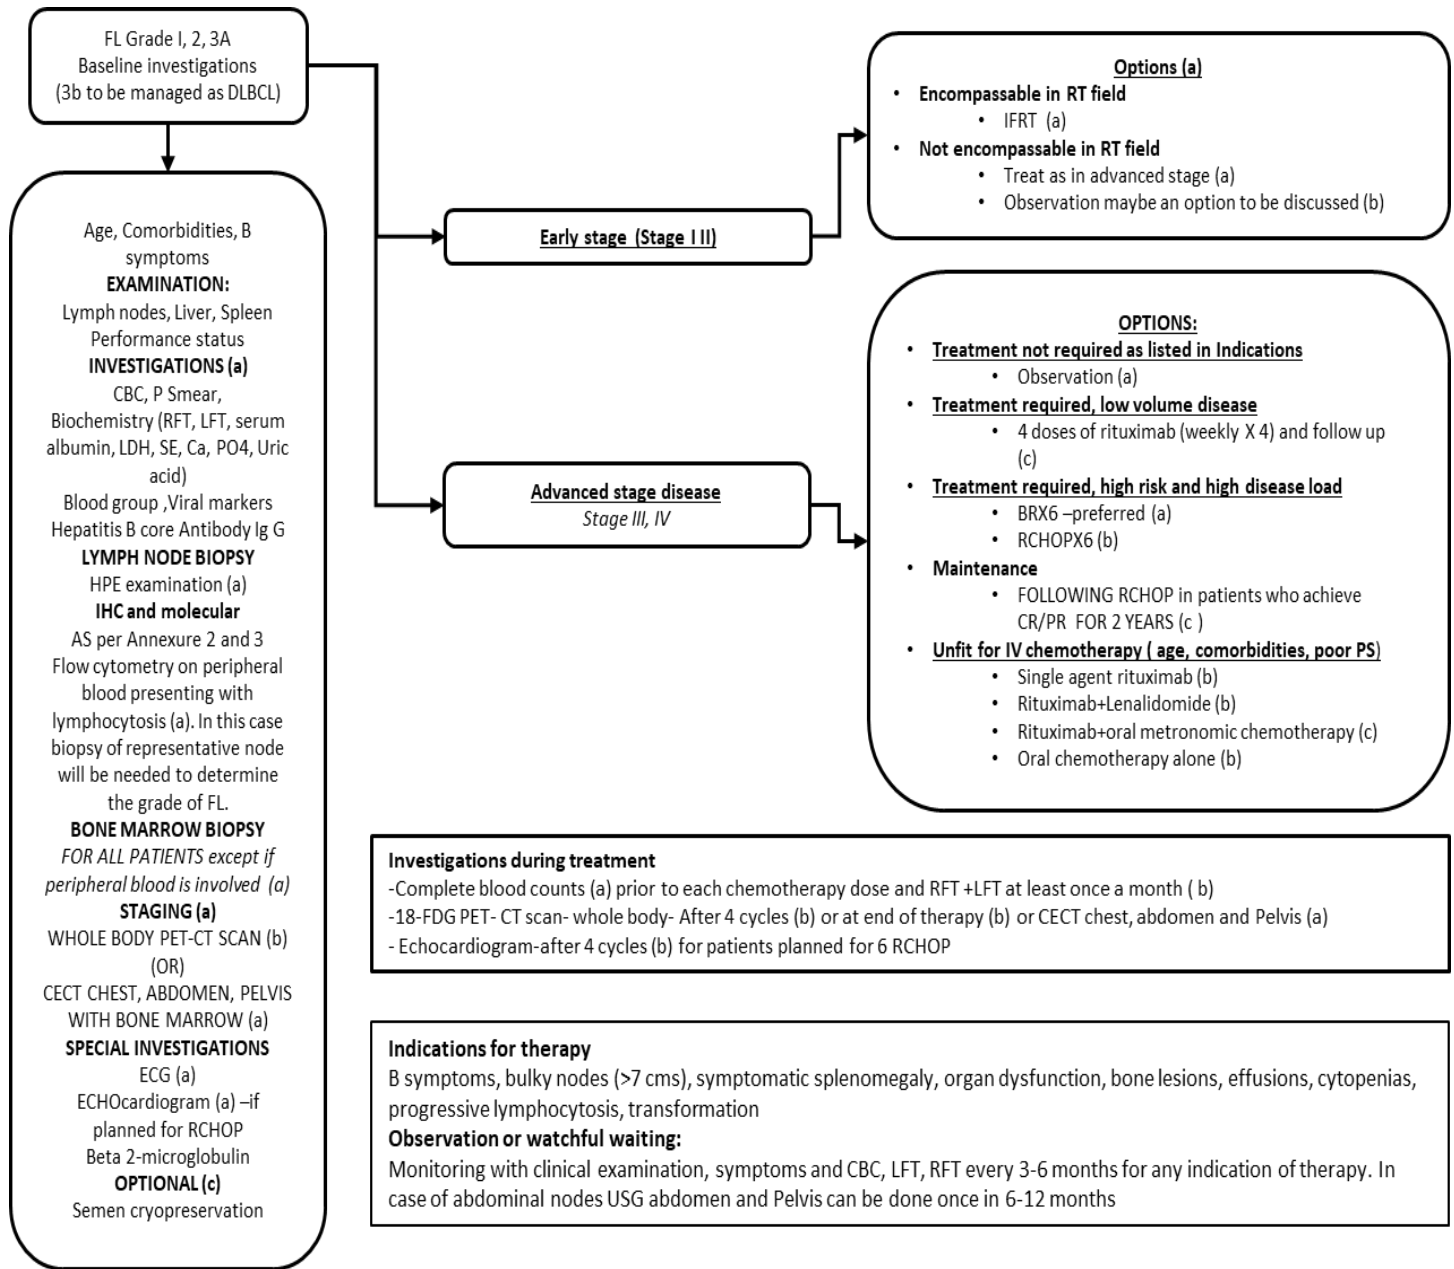 FL Grade I, 2, 3A
Baseline investigations
(3b to be managed as DLBCL)
Age, Comorbidities, B
symptoms
EXAMINATION:
Lymph nodes, Liver, Spleen
Performance status
INVESTIGATIONS (a)
CBC, P Smear,
Biochemistry (RFT, LFT, serum
albumin, LDH, SE, Ca, PO4, Uric
acid)
Blood group ,Viral markers
Hepatitis B core Antibody Ig G
LYMPH NODE BIOPSY
HPE examination (a)
IHC and molecular
AS per Annexure 2 and 3
Flow cytometry on peripheral
blood presenting with
lymphocytosis (a). In this case
biopsy of representative node
will be needed to determine
the grade of FL.
BONE MARROW BIOPSY
FOR ALL PATIENTS except if
peripheral blood is involved (a)
STAGING (a)
WHOLE BODY PET-CT SCAN (b)
(OR)
CECT CHEST, ABDOMEN, PELVIS
WITH BONE MARROW (a)
SPECIAL INVESTIGATIONS
ECG (a)
ECHOcardiogram (a) –if
planned for RCHOP
Beta 2-microglobulin
OPTIONAL (c)
Semen cryopreservation
Early stage (Stage I II)
Options (a)
• Encompassable in RT field
• IFRT (a)
• Not encompassable in RT field
• Treat as in advanced stage (a)
• Observation maybe an option to be discussed (b)
Advanced stage disease
Stage III, IV
OPTIONS:
• Treatment not required as listed in Indications
• Observation (a)
• Treatment required, low volume disease
• 4 doses of rituximab (weekly X 4) and follow up
(c)
• Treatment required, high risk and high disease load
• BRX6 –preferred (a)
• RCHOPX6 (b)
• Maintenance
• FOLLOWING RCHOP in patients who achieve
CR/PR FOR 2 YEARS (c )
• Unfit for IV chemotherapy ( age, comorbidities, poor PS)
• Single agent rituximab (b)
• Rituximab+Lenalidomide (b)
• Rituximab+oral metronomic chemotherapy (c)
• Oral chemotherapy alone (b)
Investigations during treatment
-Complete blood counts (a) prior to each chemotherapy dose and RFT +LFT at least once a month ( b)
-18-FDG PET- CT scan- whole body- After 4 cycles (b) or at end of therapy (b) or CECT chest, abdomen and Pelvis (a)
- Echocardiogram-after 4 cycles (b) for patients planned for 6 RCHOP
Indications for therapy
B symptoms, bulky nodes (>7 cms), symptomatic splenomegaly, organ dysfunction, bone lesions, effusions, cytopenias,
progressive lymphocytosis, transformation
Observation or watchful waiting:
Monitoring with clinical examination, symptoms and CBC, LFT, RFT every 3-6 months for any indication of therapy. In
case of abdominal nodes USG abdomen and Pelvis can be done once in 6-12 months